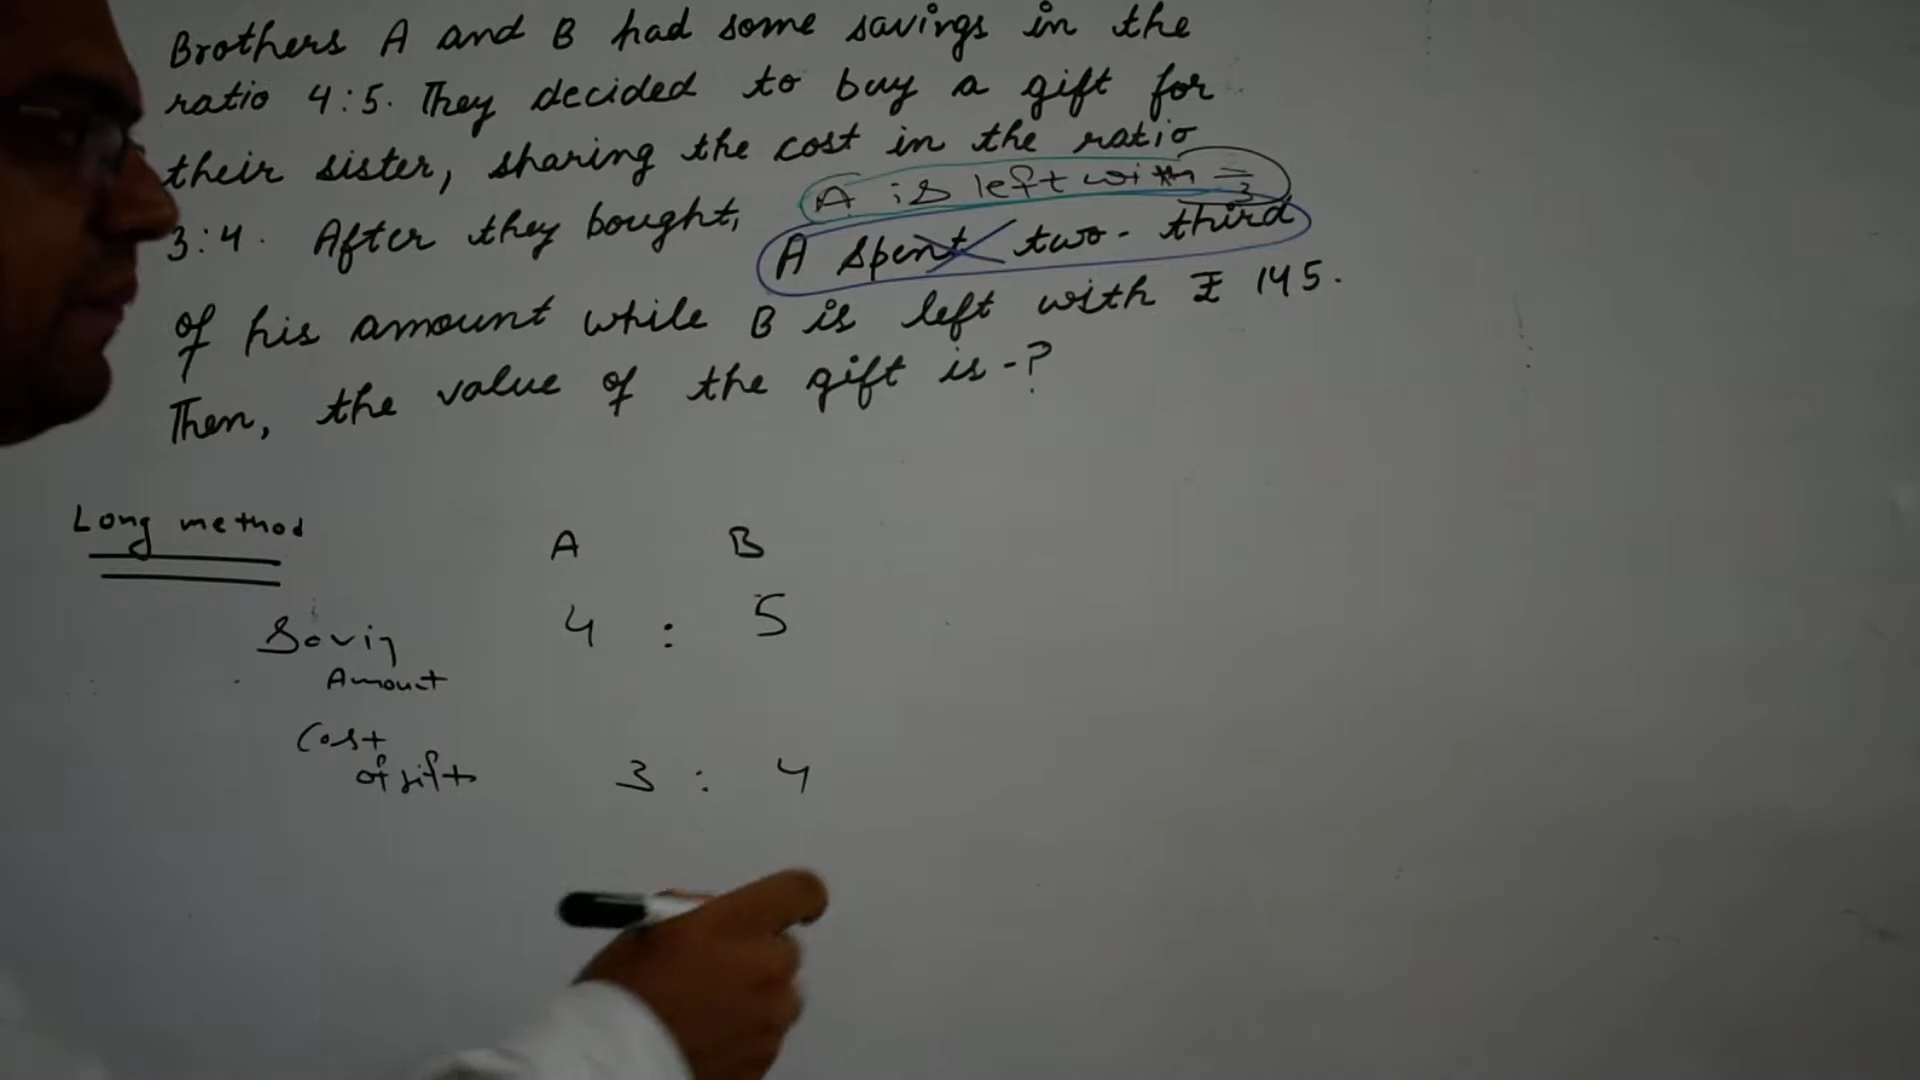 Brothers A and B had some savings in the
ratio 4:5. They decided to buy a gift for
their sister, sharing the cost in the ratio
A is left with 1/3
3:4. After they bought, A spent two-third
of his amount while B is left with ₹ 145.
Then, the value of the gift is -?
Long method
A B
Saving 4 : 5
Amount
Cost
of gift 3 : 4